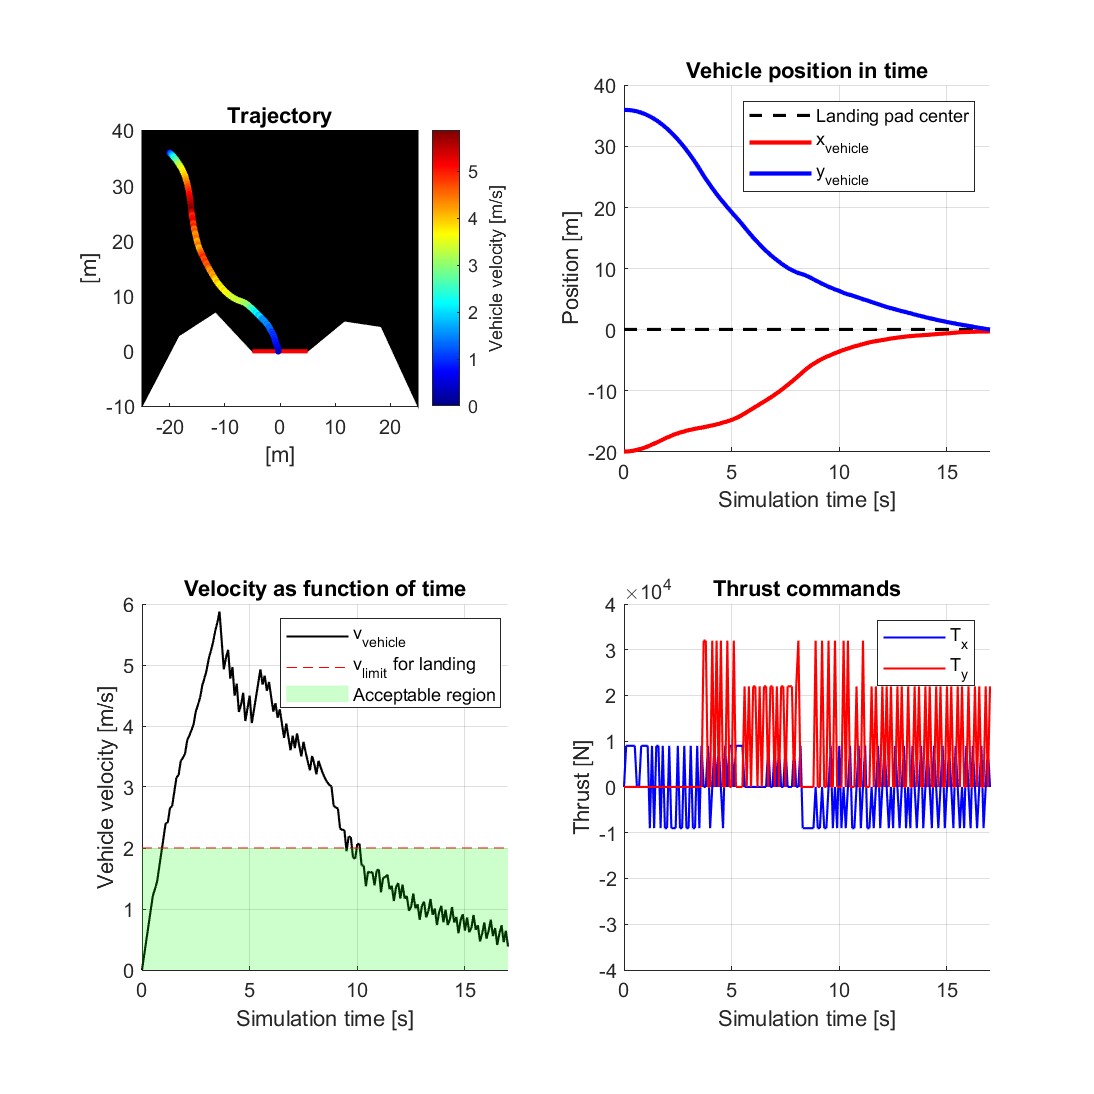 Trajectory
40
30
20
10
0
-10
-20 -10 0 10 20
[m]
[m]
5
4
3
2
1
0
Vehicle velocity [m/s]
Vehicle position in time
40
30
20
10
0
-10
-20
0 5 10 15
Position [m]
Simulation time [s]
Landing pad center
x_vehicle
y_vehicle
Velocity as function of time
6
5
4
3
2
1
0
0 5 10 15
Vehicle velocity [m/s]
Simulation time [s]
v_vehicle
v_limit for landing
Acceptable region
Thrust commands
×10^4
4
3
2
1
0
-1
-2
-3
-4
0 5 10 15
Thrust [N]
Simulation time [s]
T_x
T_y